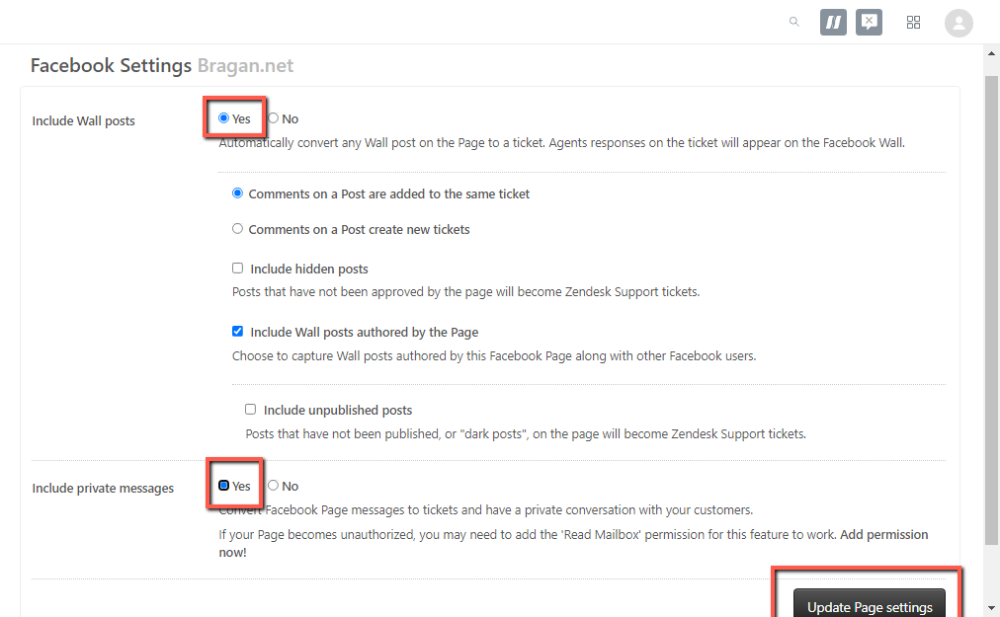 Facebook Settings Bragan.net
Include Wall posts
Yes No
Automatically convert any Wall post on the Page to a ticket. Agents responses on the ticket will appear on the Facebook Wall.
Comments on a Post are added to the same ticket
Comments on a Post create new tickets
Include hidden posts
Posts that have not been approved by the page will become Zendesk Support tickets.
Include Wall posts authored by the Page
Choose to capture Wall posts authored by this Facebook Page along with other Facebook users.
Include unpublished posts
Posts that have not been published, or "dark posts", on the page will become Zendesk Support tickets.
Include private messages
Yes No
Convert Facebook Page messages to tickets and have a private conversation with your customers.
If your Page becomes unauthorized, you may need to add the 'Read Mailbox' permission for this feature to work. Add permission
now!
Update Page settings